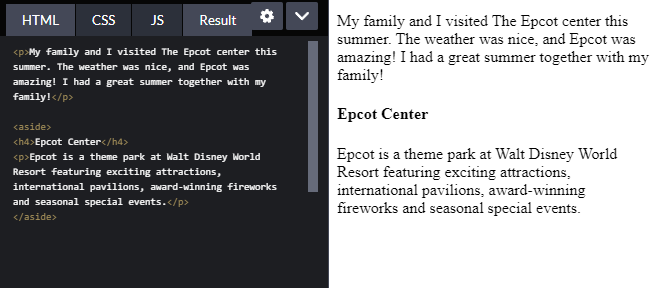 HTML CSS JS Result
<p>My family and I visited The Epcot center this
summer. The weather was nice, and Epcot was
amazing! I had a great summer together with my
family!</p>
<aside>
<h4>Epcot Center</h4>
<p>Epcot is a theme park at Walt Disney World
Resort featuring exciting attractions,
international pavilions, award-winning fireworks
and seasonal special events.</p>
</aside>
My family and I visited The Epcot center this
summer. The weather was nice, and Epcot was
amazing! I had a great summer together with my
family!
Epcot Center
Epcot is a theme park at Walt Disney World
Resort featuring exciting attractions,
international pavilions, award-winning
fireworks and seasonal special events.